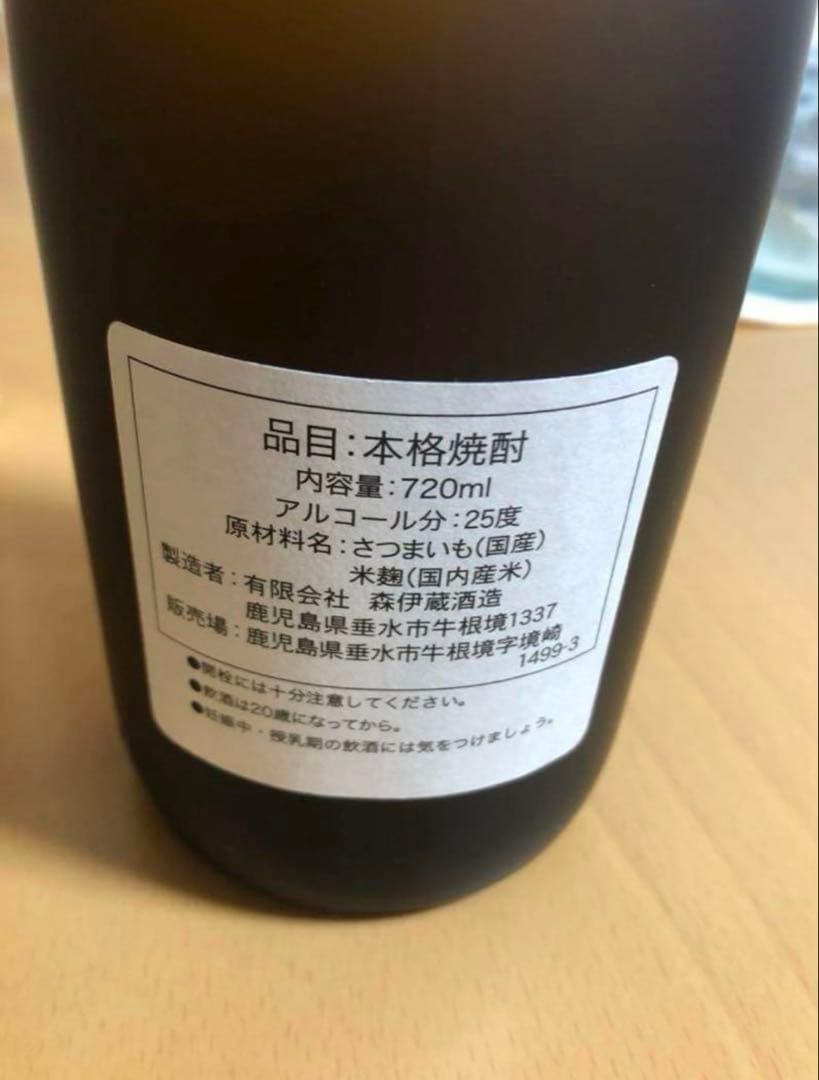 品目：本格焼酎
内容量：720ml
アルコール分：25度
原材料名：さつまいも(国産)
米麹(国内産米)
製造者：有限会社 森伊蔵酒造
鹿児島県垂水市牛根境1337
販売場：鹿児島県垂水市牛根境字境崎
1499-3
●開栓には十分注意してください。
●飲酒は20歳になってから。
●妊娠中・授乳期の飲酒には気をつけましょう。